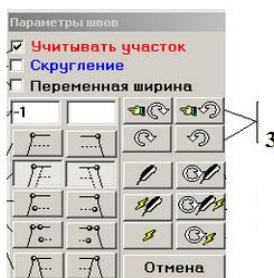 Параметры швов
Учитывать участок
Скругление
Переменная ширина
-1
3
Отмена